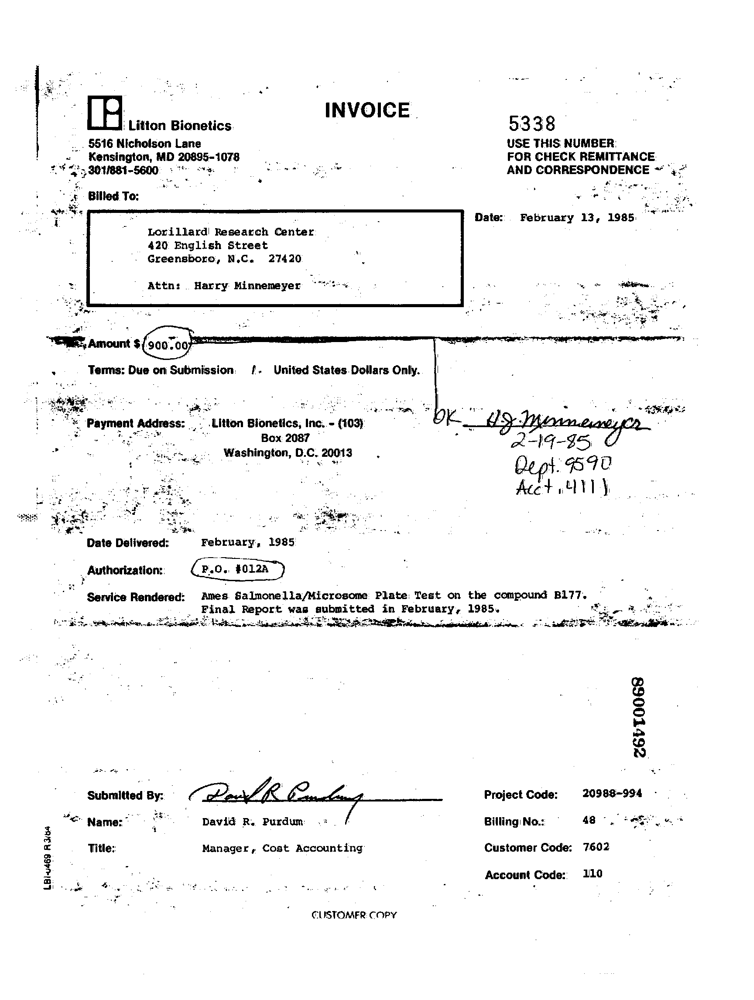 INVOICE
Litton Bionetics
5516 Nicholson Lane
Kensington, MD 20895-1078
301/881-5600
5338
USE THIS NUMBER
FOR CHECK REMITTANCE
AND CORRESPONDENCE
Billed To:
Date: February 13, 1985
Lorillard Research Center
420 English Street
Greensboro, N.C. 27420
Attn: Harry Minnemeyer
Amount $ 900.00
Terms: Due on Submission /. United States Dollars Only.
Payment Address: Litton Bionetics, Inc. - (103)
Box 2087
Washington, D.C. 20013
OK H.J. Minnemeyer
2-19-85
Dept. 9590
Acct. 4111
Date Delivered: February, 1985
Authorization: P.O. #012A
Service Rendered: Ames Salmonella/Microsome Plate Test on the compound B177.
Final Report was submitted in February, 1985.
89001492
Submitted By: David R Purdum
Name: David R. Purdum
Title: Manager, Cost Accounting
Project Code: 20988-994
Billing No.: 48
Customer Code: 7602
Account Code: 110
LBI-0469 R3/84
CUSTOMER COPY